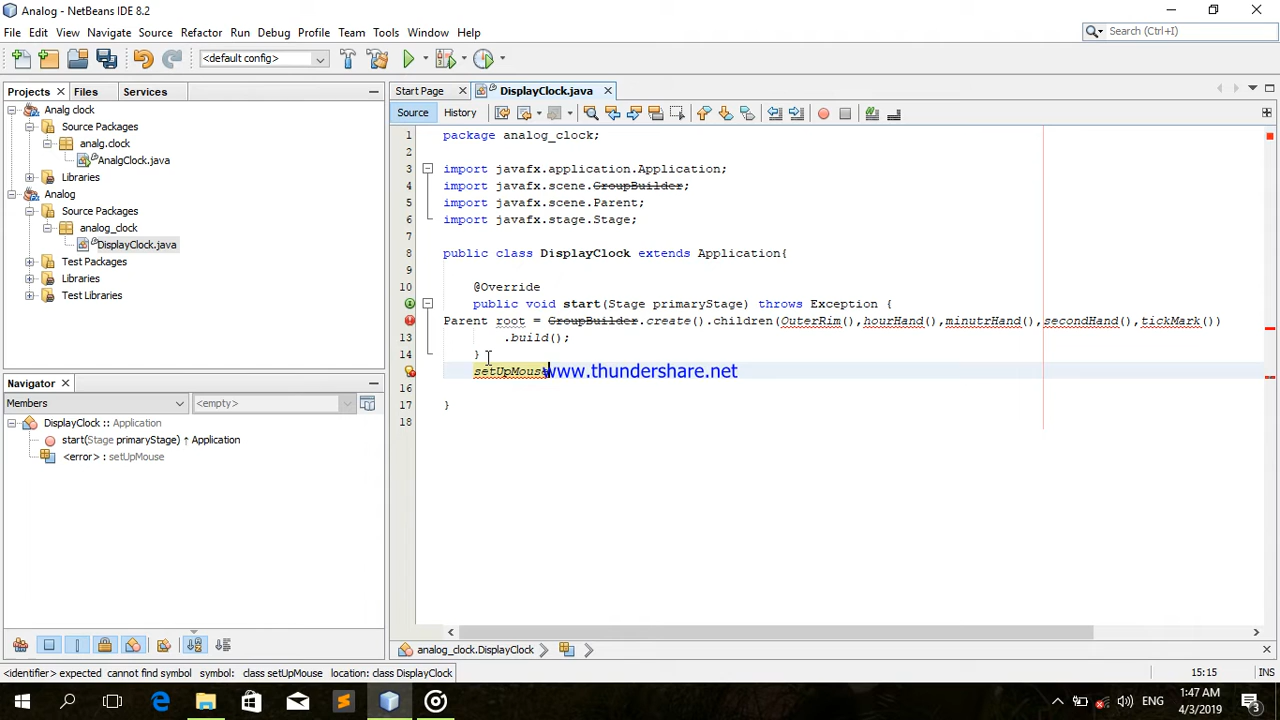 Analog - NetBeans IDE 8.2
File Edit View Navigate Source Refactor Run Debug Profile Team Tools Window Help
Search (Ctrl+I)
<default config>
Projects Files Services
Start Page DisplayClock.java
Source History
Analg clock
Source Packages
analg.clock
AnalgClock.java
Libraries
Analog
Source Packages
analog_clock
DisplayClock.java
Test Packages
Libraries
Test Libraries
1 package analog_clock;
2
3 import javafx.application.Application;
4 import javafx.scene.GroupBuilder;
5 import javafx.scene.Parent;
6 import javafx.stage.Stage;
7
8 public class DisplayClock extends Application{
9
10 @Override
public void start(Stage primaryStage) throws Exception {
Parent root = GroupBuilder.create().children(OuterRim(),hourHand(),minutrHand(),secondHand(),tickMark())
13 .build();
14 }
setUpMouse
www.thundershare.net
16
17 }
18
Navigator
Members <empty>
DisplayClock :: Application
start(Stage primaryStage) ↑ Application
<error> : setUpMouse
analog_clock.DisplayClock
<identifier> expected cannot find symbol symbol: class setUpMouse location: class DisplayClock
15:15 INS
ENG
1:47 AM
4/3/2019
3